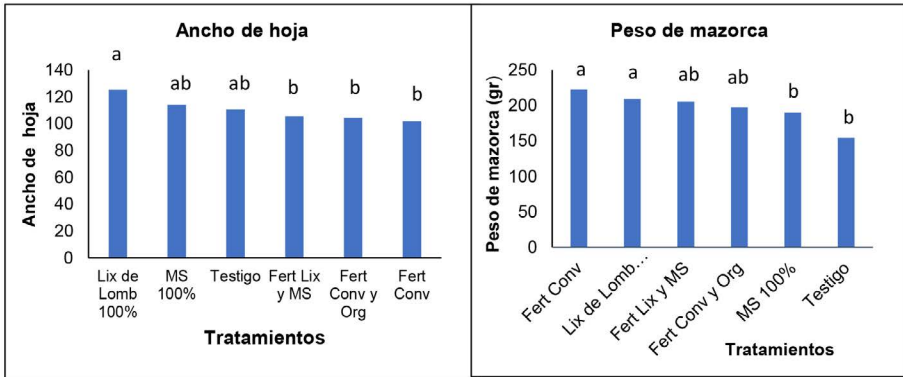 Ancho de hoja
a
ab
ab
b
b
b
140
120
100
80
60
40
20
0
Ancho de hoja
Lix de Lomb 100%
MS 100%
Testigo
Fert Lix y MS
Fert Conv y Org
Fert Conv
Tratamientos
Peso de mazorca
a
a
ab
ab
b
b
250
200
150
100
50
0
Peso de mazorca (gr)
Fert Conv
Lix de Lomb...
Fert Lix y MS
Fert Conv y Org
MS 100%
Testigo
Tratamientos